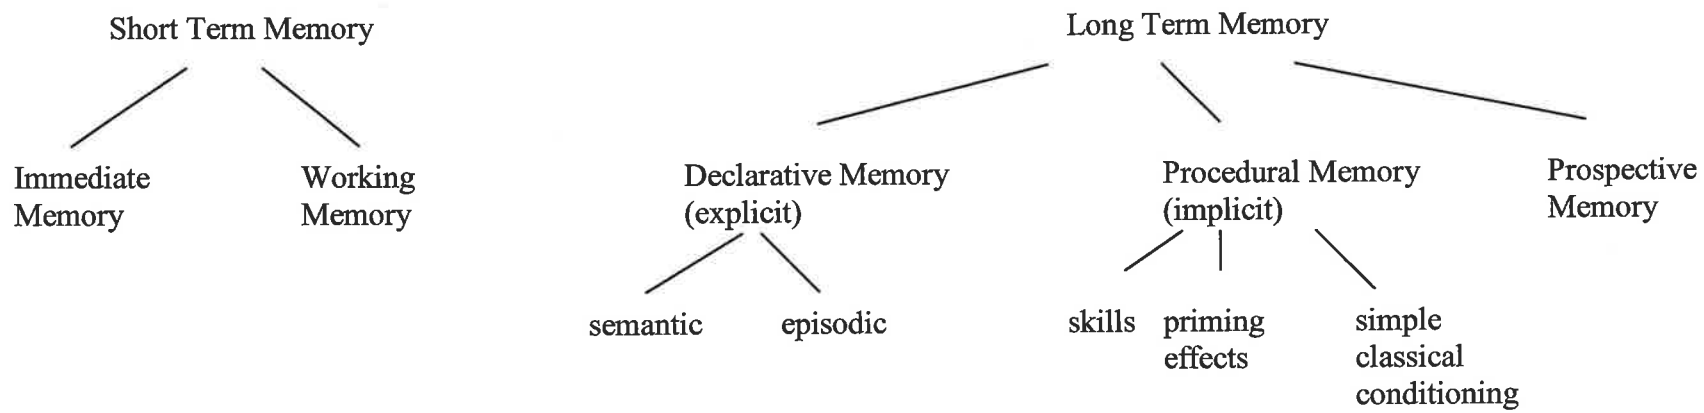 Short Term Memory
Long Term Memory
Immediate
Memory
Working
Memory
Declarative Memory
(explicit)
Procedural Memory
(implicit)
Prospective
Memory
semantic
episodic
skills
priming
effects
simple
classical
conditioning